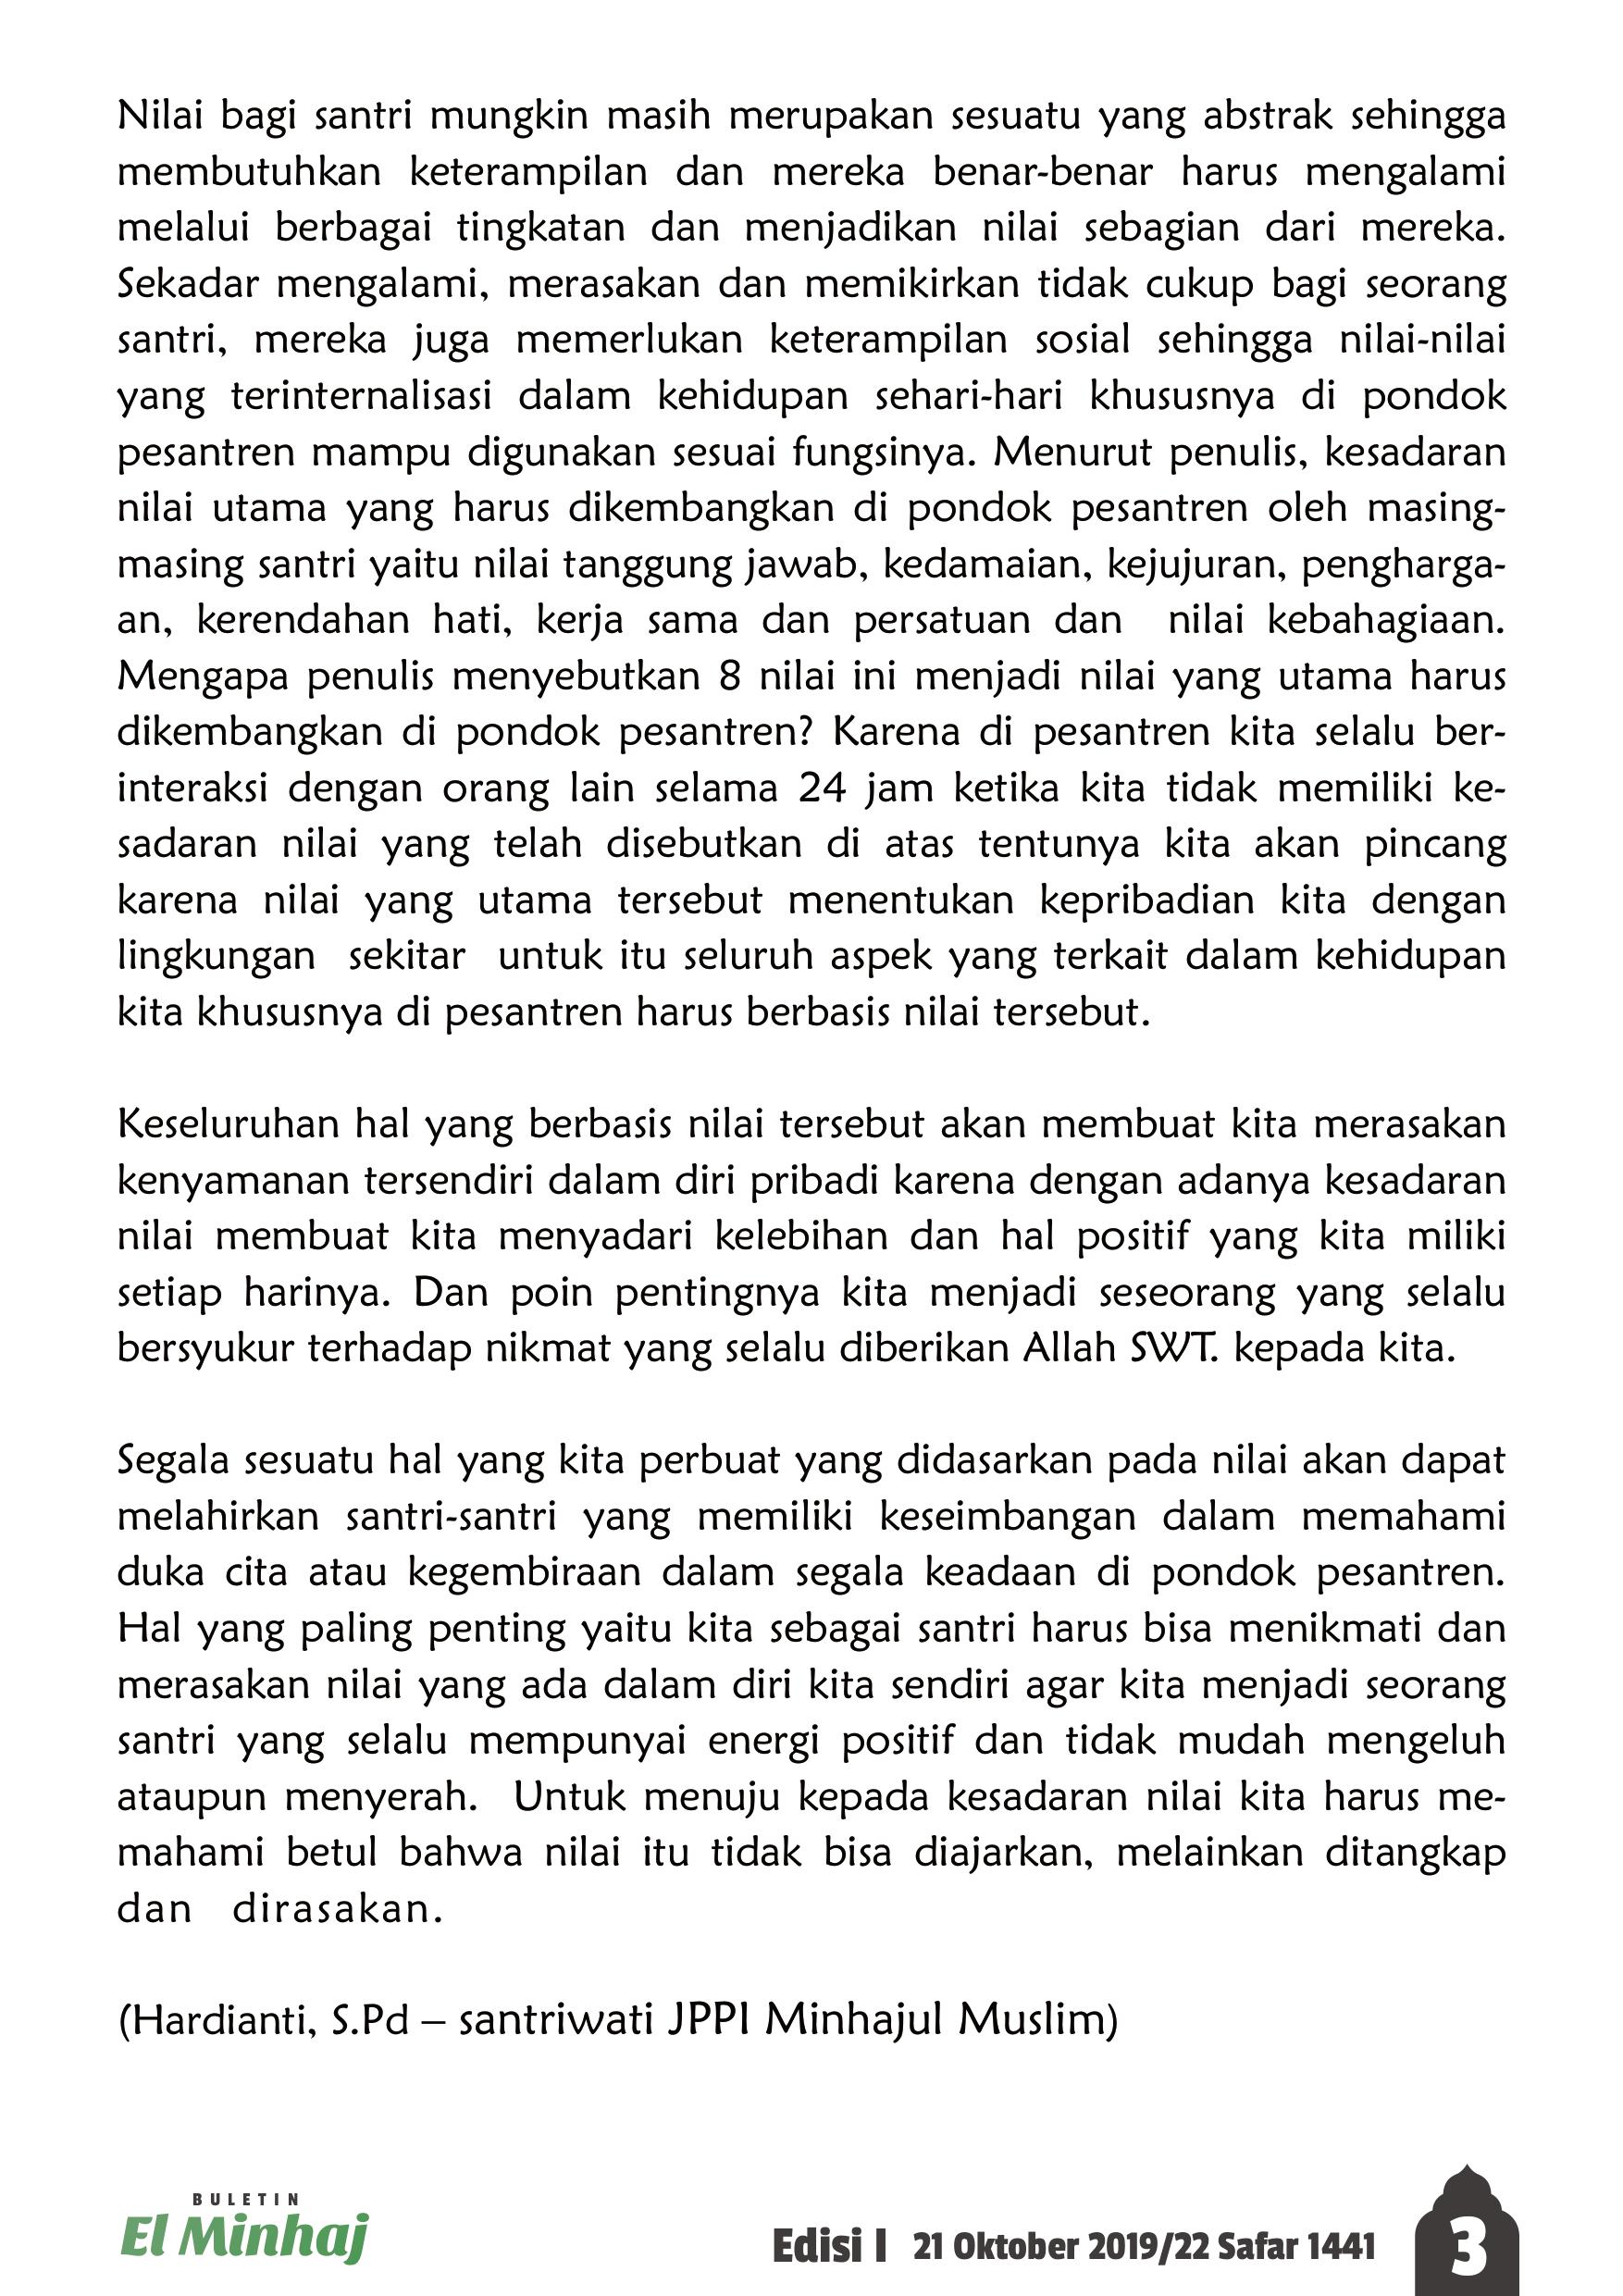 Nilai bagi santri mungkin masih merupakan sesuatu yang abstrak sehingga
membutuhkan keterampilan dan mereka benar-benar harus mengalami
melalui berbagai tingkatan dan menjadikan nilai sebagian dari mereka.
Sekadar mengalami, merasakan dan memikirkan tidak cukup bagi seorang
santri, mereka juga memerlukan keterampilan sosial sehingga nilai-nilai
yang terinternalisasi dalam kehidupan sehari-hari khususnya di pondok
pesantren mampu digunakan sesuai fungsinya. Menurut penulis, kesadaran
nilai utama yang harus dikembangkan di pondok pesantren oleh masing-
masing santri yaitu nilai tanggung jawab, kedamaian, kejujuran, pengharga-
an, kerendahan hati, kerja sama dan persatuan dan nilai kebahagiaan.
Mengapa penulis menyebutkan 8 nilai ini menjadi nilai yang utama harus
dikembangkan di pondok pesantren? Karena di pesantren kita selalu ber-
interaksi dengan orang lain selama 24 jam ketika kita tidak memiliki ke-
sadaran nilai yang telah disebutkan di atas tentunya kita akan pincang
karena nilai yang utama tersebut menentukan kepribadian kita dengan
lingkungan sekitar untuk itu seluruh aspek yang terkait dalam kehidupan
kita khususnya di pesantren harus berbasis nilai tersebut.
Keseluruhan hal yang berbasis nilai tersebut akan membuat kita merasakan
kenyamanan tersendiri dalam diri pribadi karena dengan adanya kesadaran
nilai membuat kita menyadari kelebihan dan hal positif yang kita miliki
setiap harinya. Dan poin pentingnya kita menjadi seseorang yang selalu
bersyukur terhadap nikmat yang selalu diberikan Allah SWT. kepada kita.
Segala sesuatu hal yang kita perbuat yang didasarkan pada nilai akan dapat
melahirkan santri-santri yang memiliki keseimbangan dalam memahami
duka cita atau kegembiraan dalam segala keadaan di pondok pesantren.
Hal yang paling penting yaitu kita sebagai santri harus bisa menikmati dan
merasakan nilai yang ada dalam diri kita sendiri agar kita menjadi seorang
santri yang selalu mempunyai energi positif dan tidak mudah mengeluh
ataupun menyerah. Untuk menuju kepada kesadaran nilai kita harus me-
mahami betul bahwa nilai itu tidak bisa diajarkan, melainkan ditangkap
dan dirasakan.
(Hardianti, S.Pd – santriwati JPPI Minhajul Muslim)
BULETIN
El Minhaj
Edisi I 21 Oktober 2019/22 Safar 1441
3